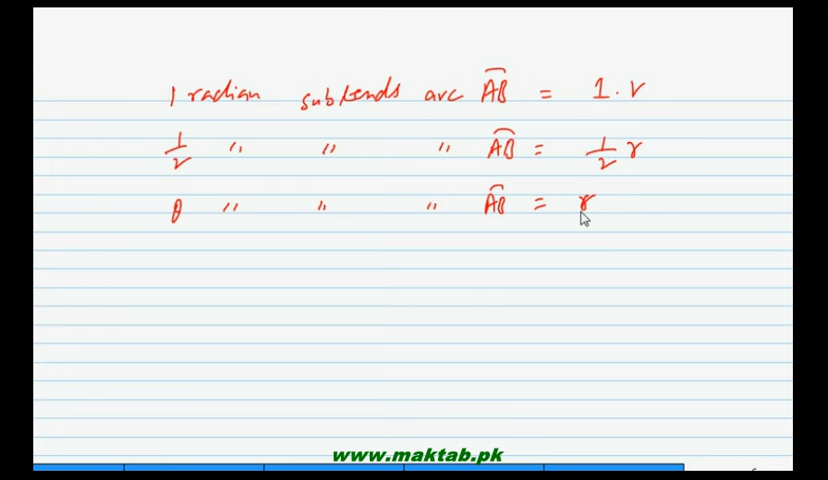 1 radian subtends arc AB = 1. r
1/2 " " " AB = 1/2 r
θ " " " AB = r
www.maktab.pk